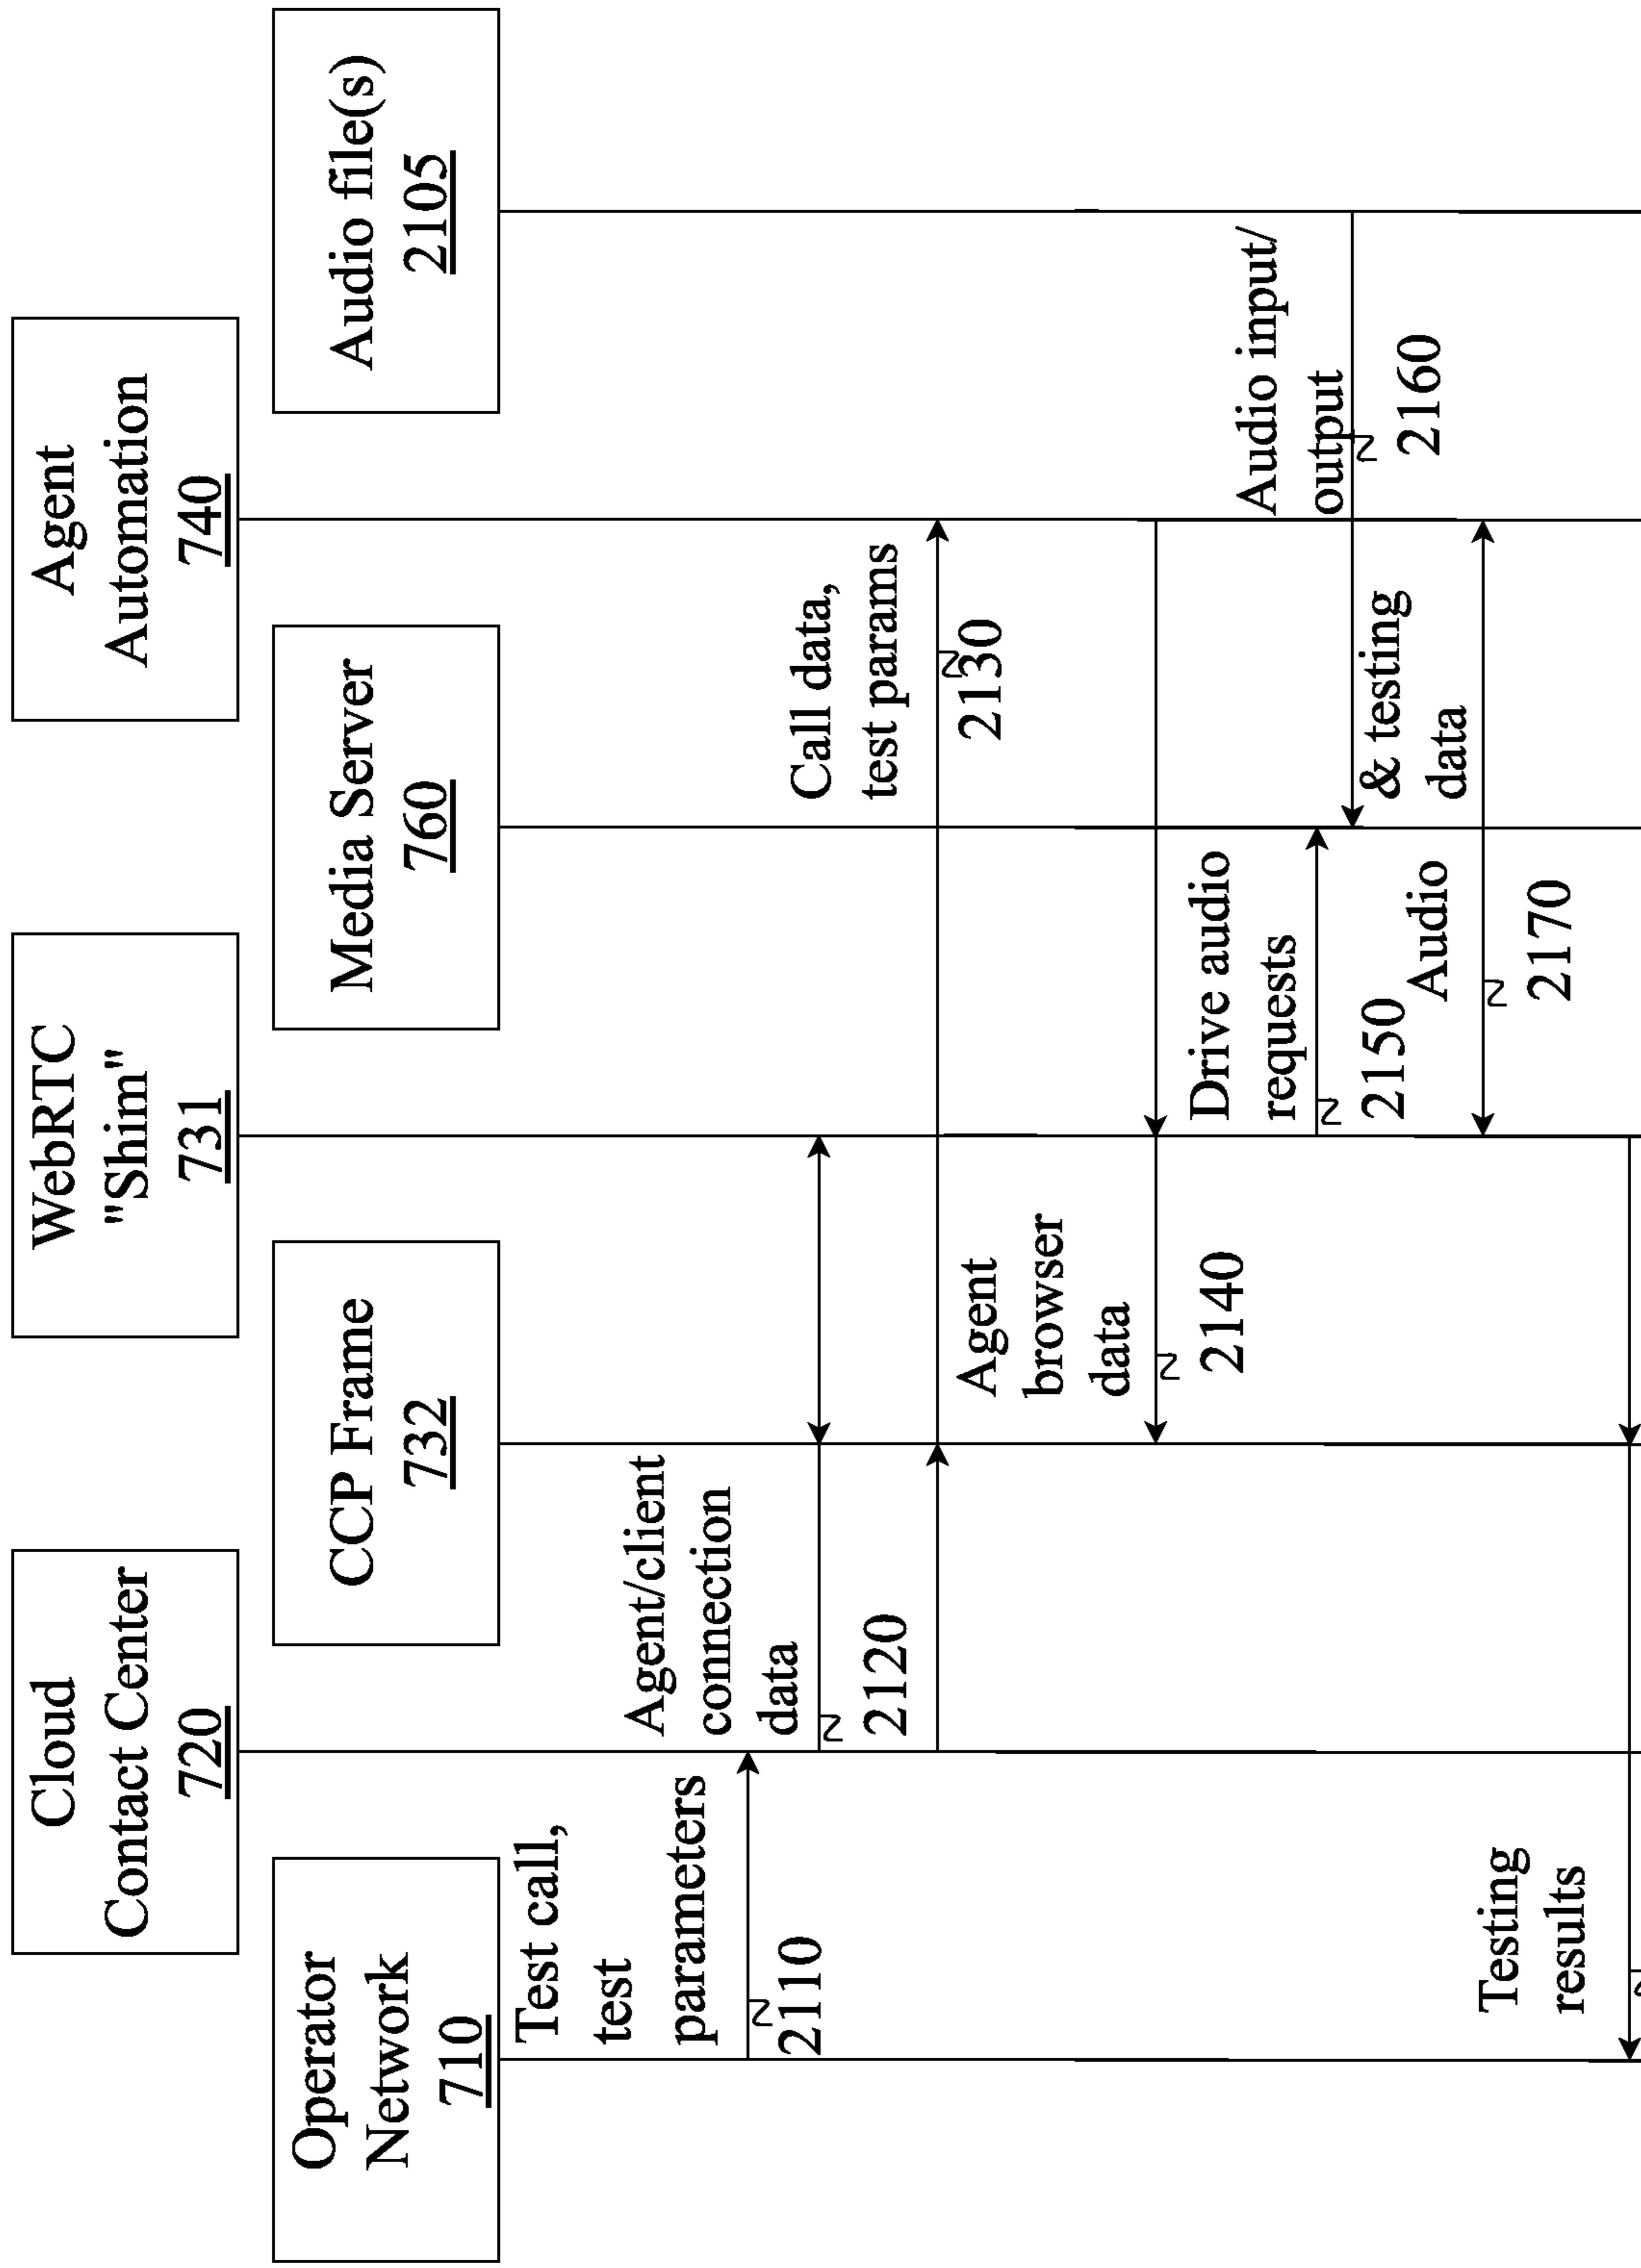 Cloud
Contact Center
720
WebRTC
"Shim"
731
Agent
Automation
740
Operator
Network
710
CCP Frame
732
Media Server
760
Audio file(s)
2105
Test call,
test
parameters
2110
Agent/client
connection
data
2120
Call data,
test params
2130
Agent
browser
data
2140
Drive audio
requests
2150
Audio input/
output
2160
Audio
& testing
data
2170
Testing
results